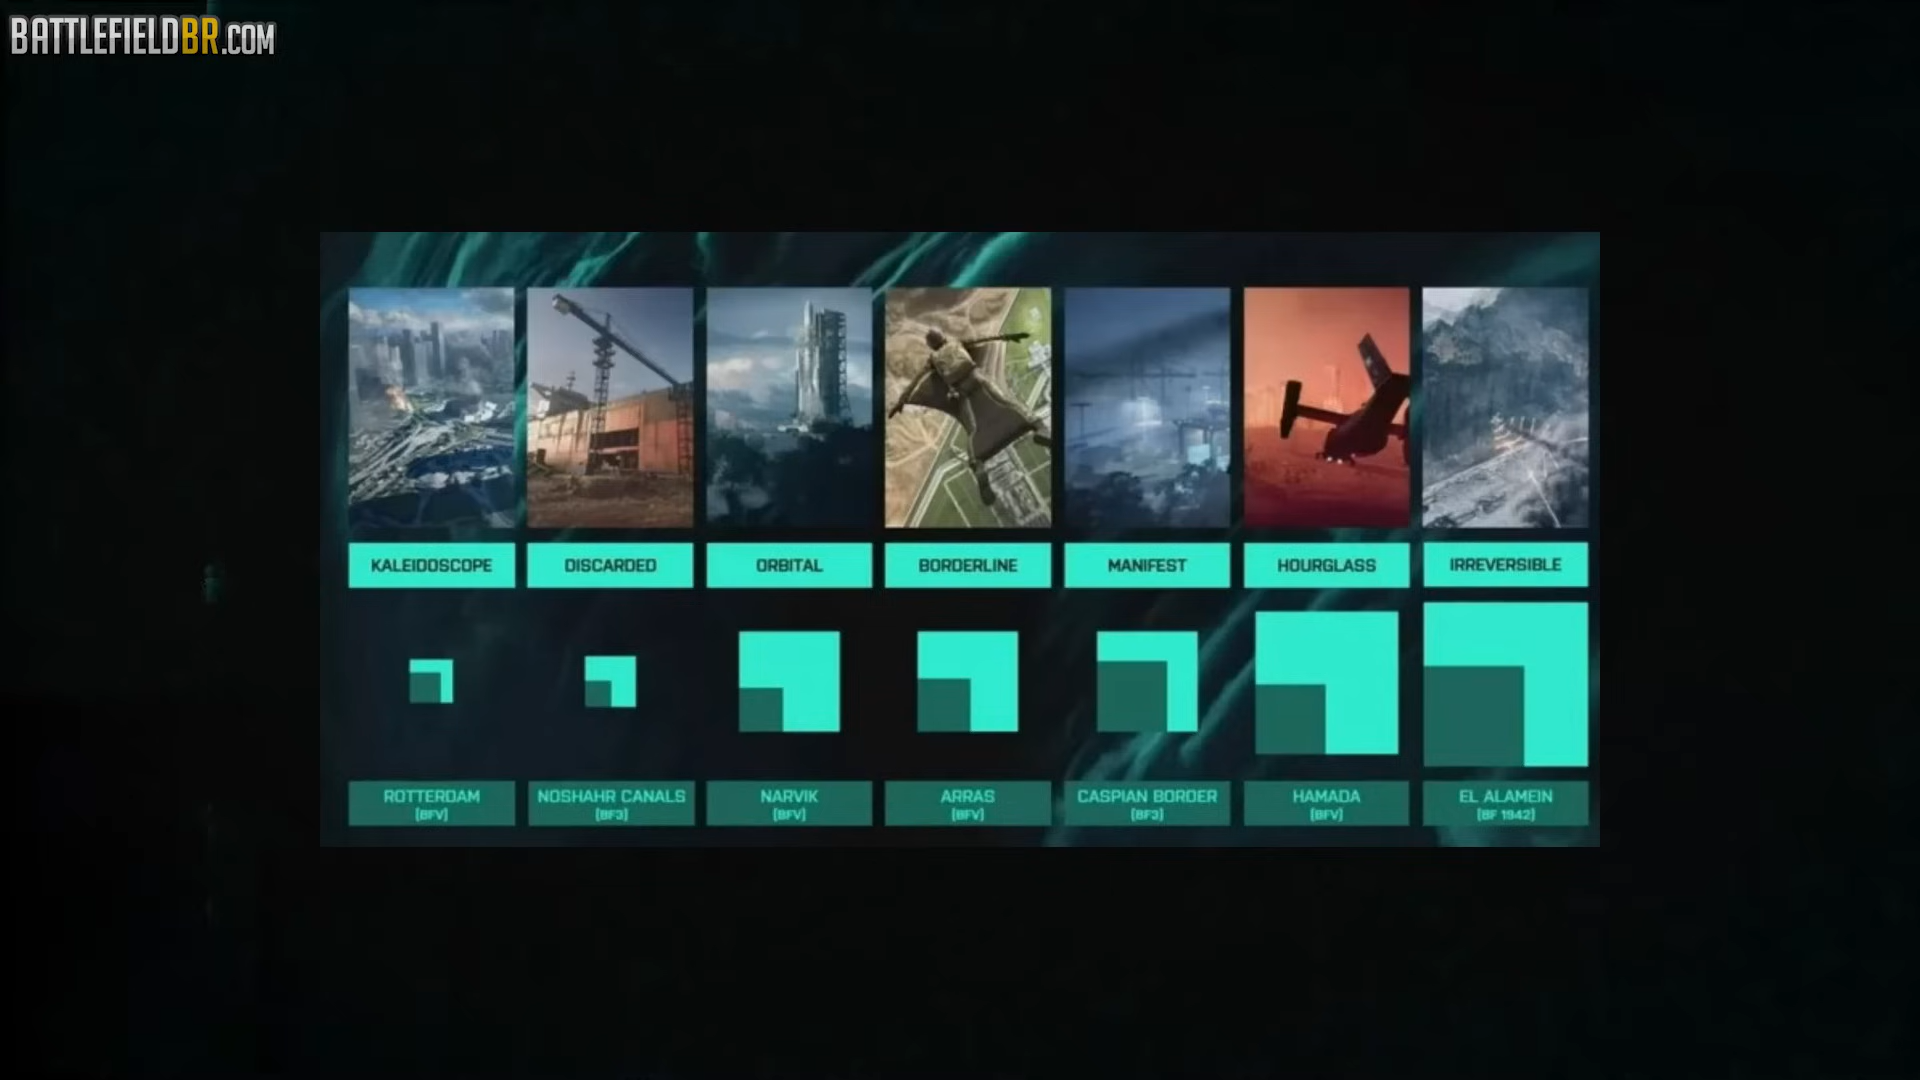 BATTLEFIELDBR.COM
KALEIDOSCOPE
DISCARDED
ORBITAL
BORDERLINE
MANIFEST
HOURGLASS
IRREVERSIBLE
ROTTERDAM
(BFV)
NOSHAHR CANALS
(BF3)
NARVIK
(BFV)
ARRAS
(BFV)
CASPIAN BORDER
(BF3)
HAMADA
(BFV)
EL ALAMEIN
(BF 1942)